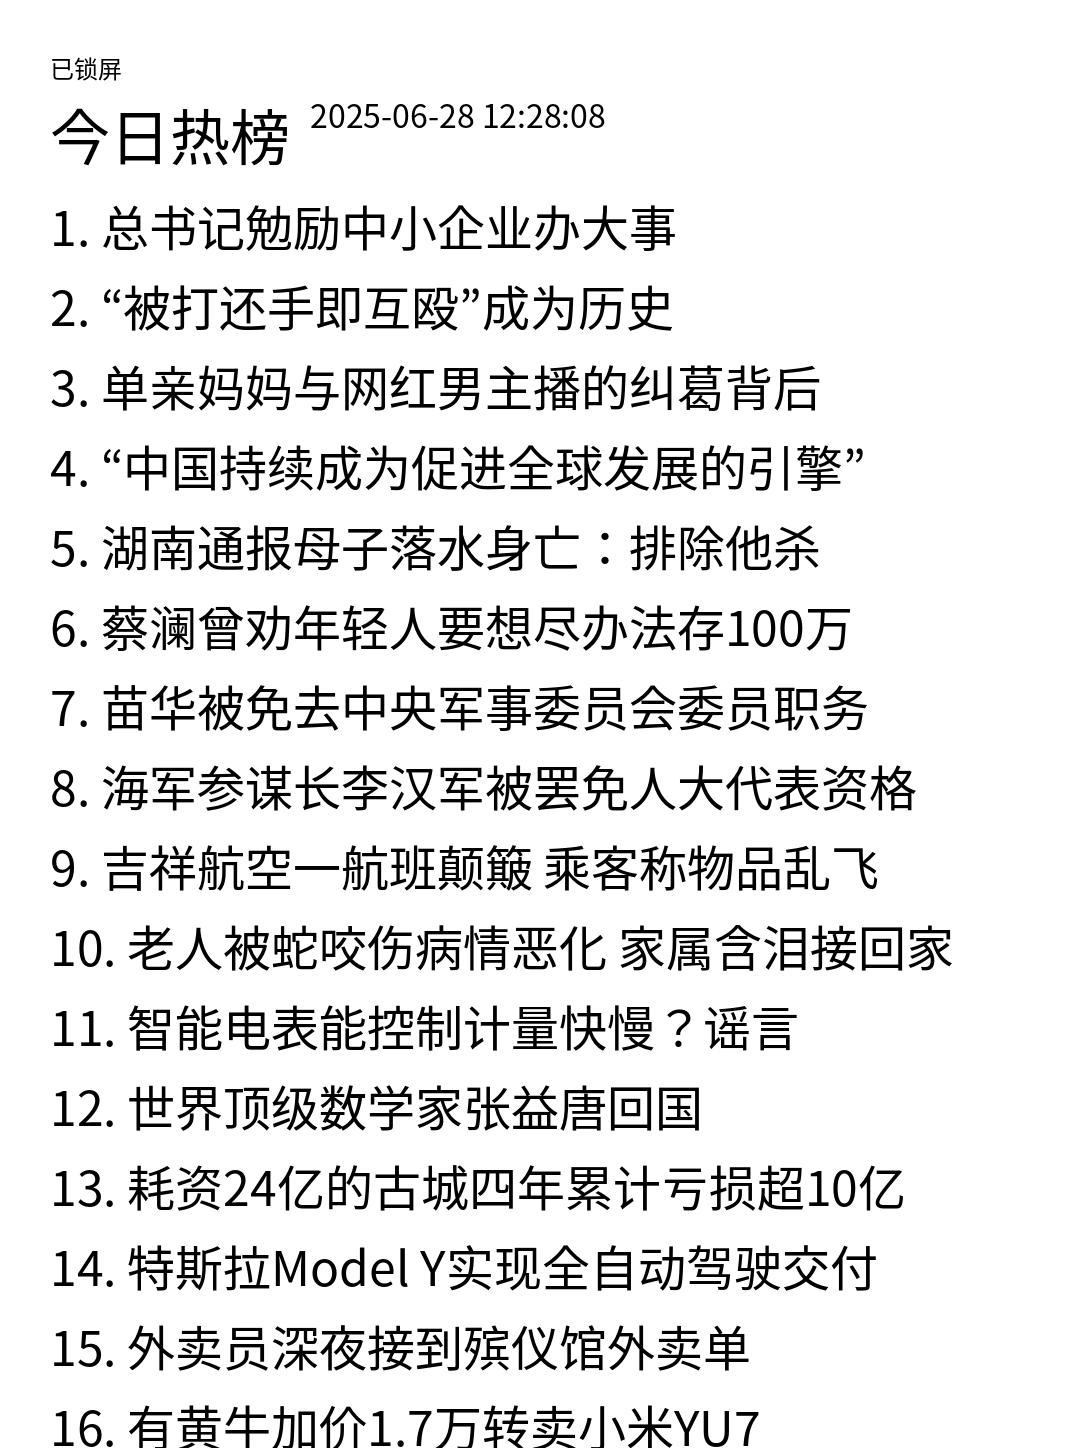 已锁屏
今日热榜 2025-06-28 12:28:08
1. 总书记勉励中小企业办大事
2. “被打还手即互殴”成为历史
3. 单亲妈妈与网红男主播的纠葛背后
4. “中国持续成为促进全球发展的引擎”
5. 湖南通报母子落水身亡：排除他杀
6. 蔡澜曾劝年轻人要想尽办法存100万
7. 苗华被免去中央军事委员会委员职务
8. 海军参谋长李汉军被罢免人大代表资格
9. 吉祥航空一航班颠簸 乘客称物品乱飞
10. 老人被蛇咬伤病情恶化 家属含泪接回家
11. 智能电表能控制计量快慢？谣言
12. 世界顶级数学家张益唐回国
13. 耗资24亿的古城四年累计亏损超10亿
14. 特斯拉Model Y实现全自动驾驶交付
15. 外卖员深夜接到殡仪馆外卖单
16. 有黄牛加价1.7万转卖小米YU7